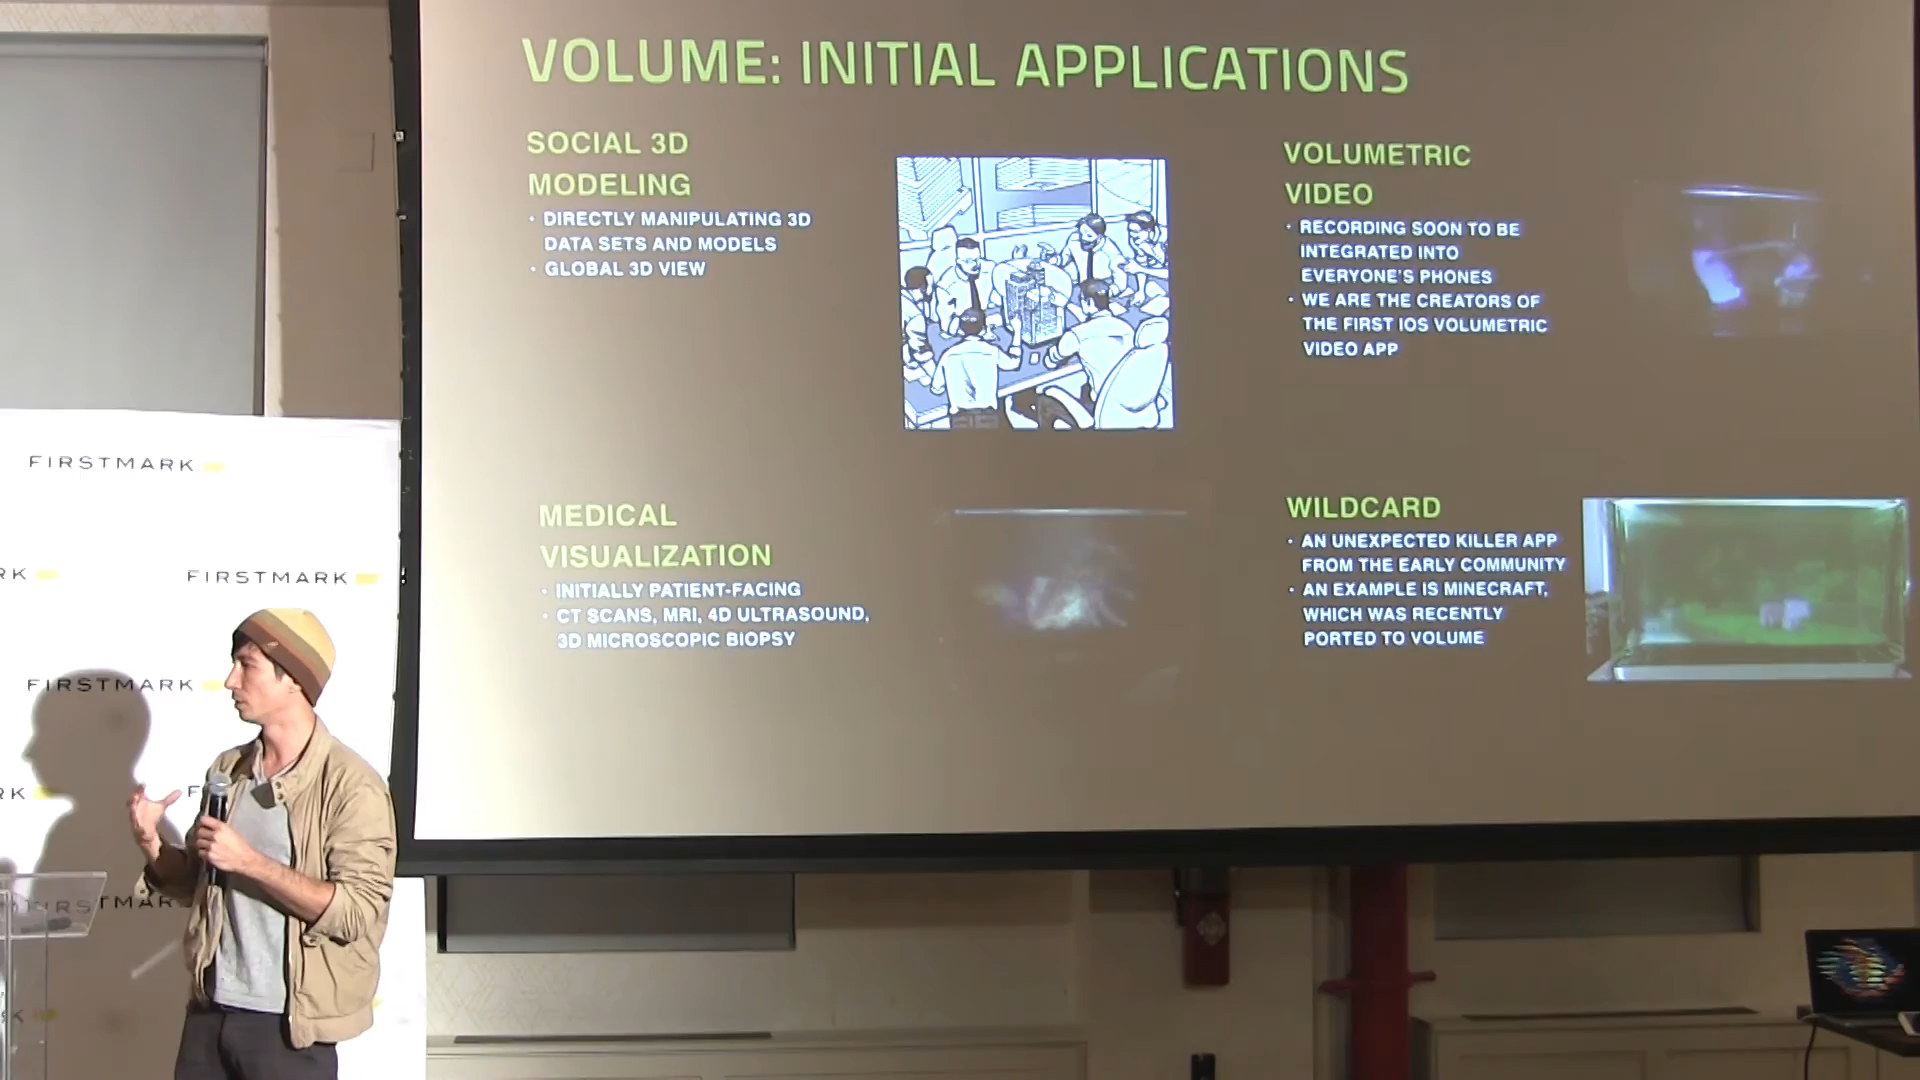 VOLUME: INITIAL APPLICATIONS
SOCIAL 3D
MODELING
• DIRECTLY MANIPULATING 3D
DATA SETS AND MODELS
• GLOBAL 3D VIEW
VOLUMETRIC
VIDEO
• RECORDING SOON TO BE
INTEGRATED INTO
EVERYONE'S PHONES
• WE ARE THE CREATORS OF
THE FIRST IOS VOLUMETRIC
VIDEO APP
MEDICAL
VISUALIZATION
• INITIALLY PATIENT-FACING
• CT SCANS, MRI, 4D ULTRASOUND,
3D MICROSCOPIC BIOPSY
WILDCARD
• AN UNEXPECTED KILLER APP
FROM THE EARLY COMMUNITY
• AN EXAMPLE IS MINECRAFT,
WHICH WAS RECENTLY
PORTED TO VOLUME
FIRSTMARK
RK
FIRSTMARK
FIRSTMARK
RK
F
FIRSTMAR
K